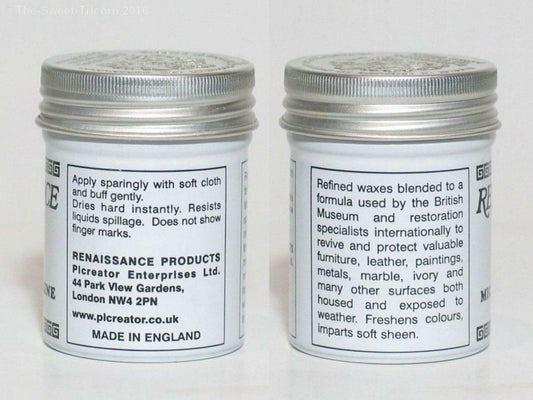 © The Sweet Tricorn 2016
Apply sparingly with soft cloth
and buff gently.
Dries hard instantly. Resists
liquids spillage. Does not show
finger marks.
RENAISSANCE PRODUCTS
Picreator Enterprises Ltd.
44 Park View Gardens,
London NW4 2PN
www.picreator.co.uk
MADE IN ENGLAND
Refined waxes blended to a
formula used by the British
Museum and restoration
specialists internationally to
revive and protect valuable
furniture, leather, paintings,
metals, marble, ivory and
many other surfaces both
housed and exposed to
weather. Freshens colours,
imparts soft sheen.